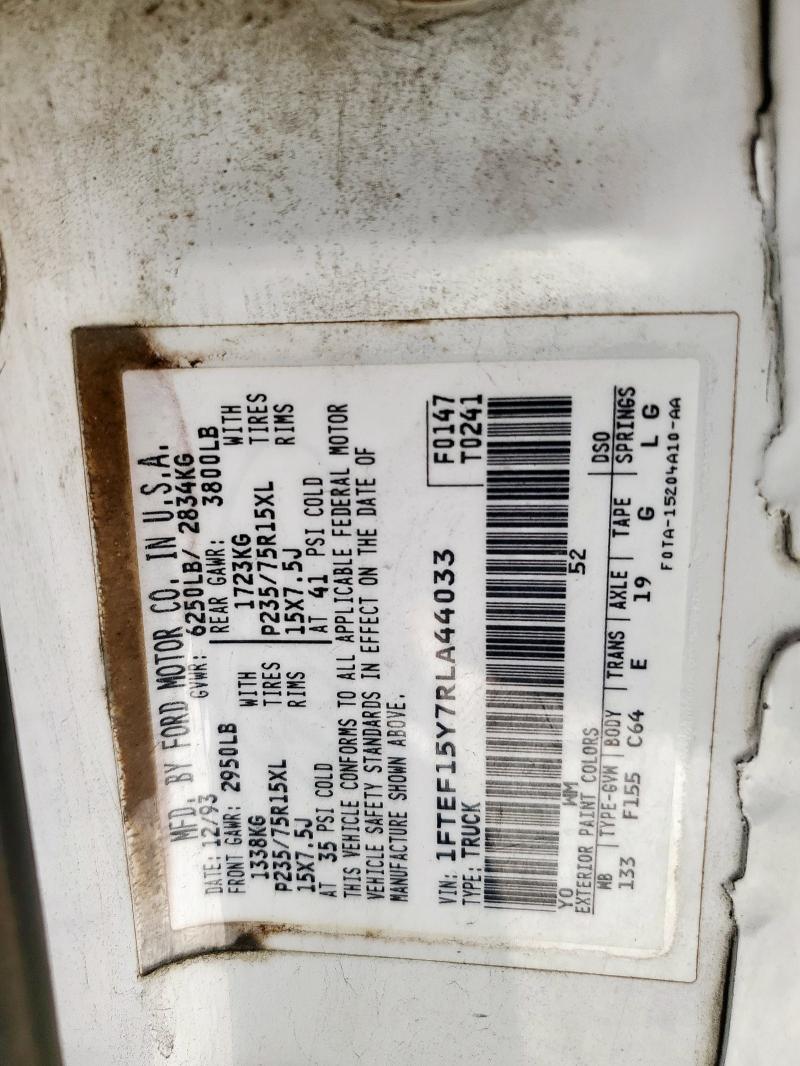 MFD. BY FORD MOTOR CO. IN U.S.A.
DATE: 12/93 GVWR: 6250LB/ 2834KG
FRONT GAWR: 2950LB REAR GAWR: 3800LB
1338KG WITH 1723KG WITH
P235/75R15XL TIRES P235/75R15XL TIRES
15X7.5J RIMS 15X7.5J RIMS
AT 35 PSI COLD AT 41 PSI COLD
THIS VEHICLE CONFORMS TO ALL APPLICABLE FEDERAL MOTOR
VEHICLE SAFETY STANDARDS IN EFFECT ON THE DATE OF
MANUFACTURE SHOWN ABOVE.
F0147
VIN: 1FTEF15Y7RLA44033 T0241
TYPE: TRUCK
YO WM 52
EXTERIOR PAINT COLORS DSO
WB TYPE-GVW BODY TRANS AXLE TAPE SPRINGS
133 F155 C64 E 19 G L G
F0TA-15204A10-AA